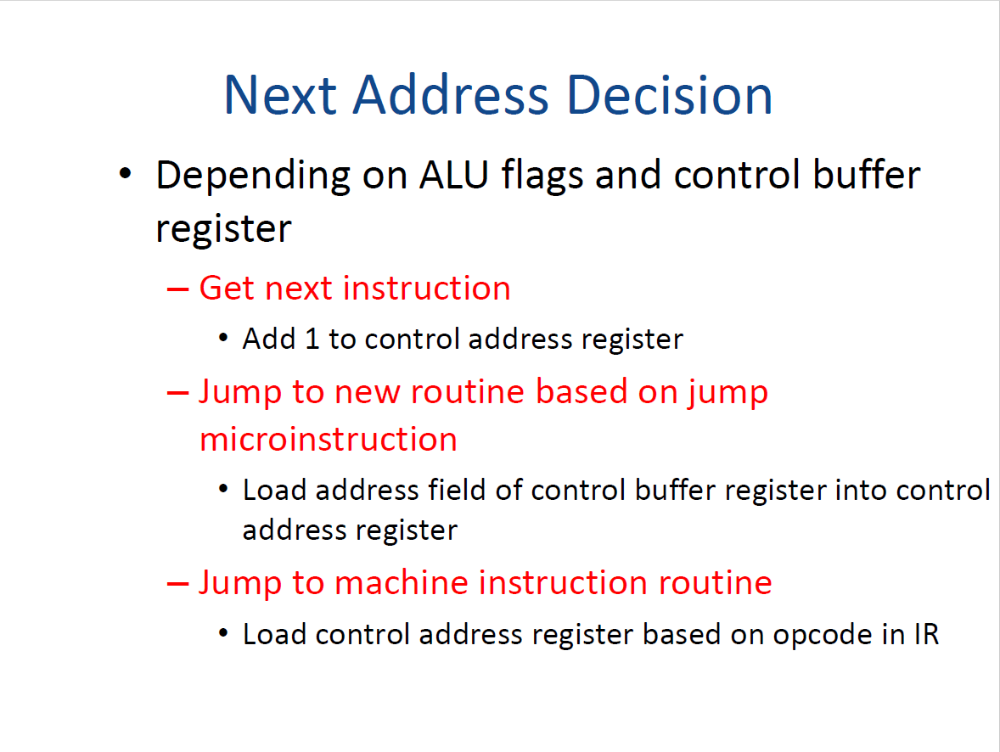 Next Address Decision
• Depending on ALU flags and control buffer
register
– Get next instruction
• Add 1 to control address register
– Jump to new routine based on jump
microinstruction
• Load address field of control buffer register into control
address register
– Jump to machine instruction routine
• Load control address register based on opcode in IR